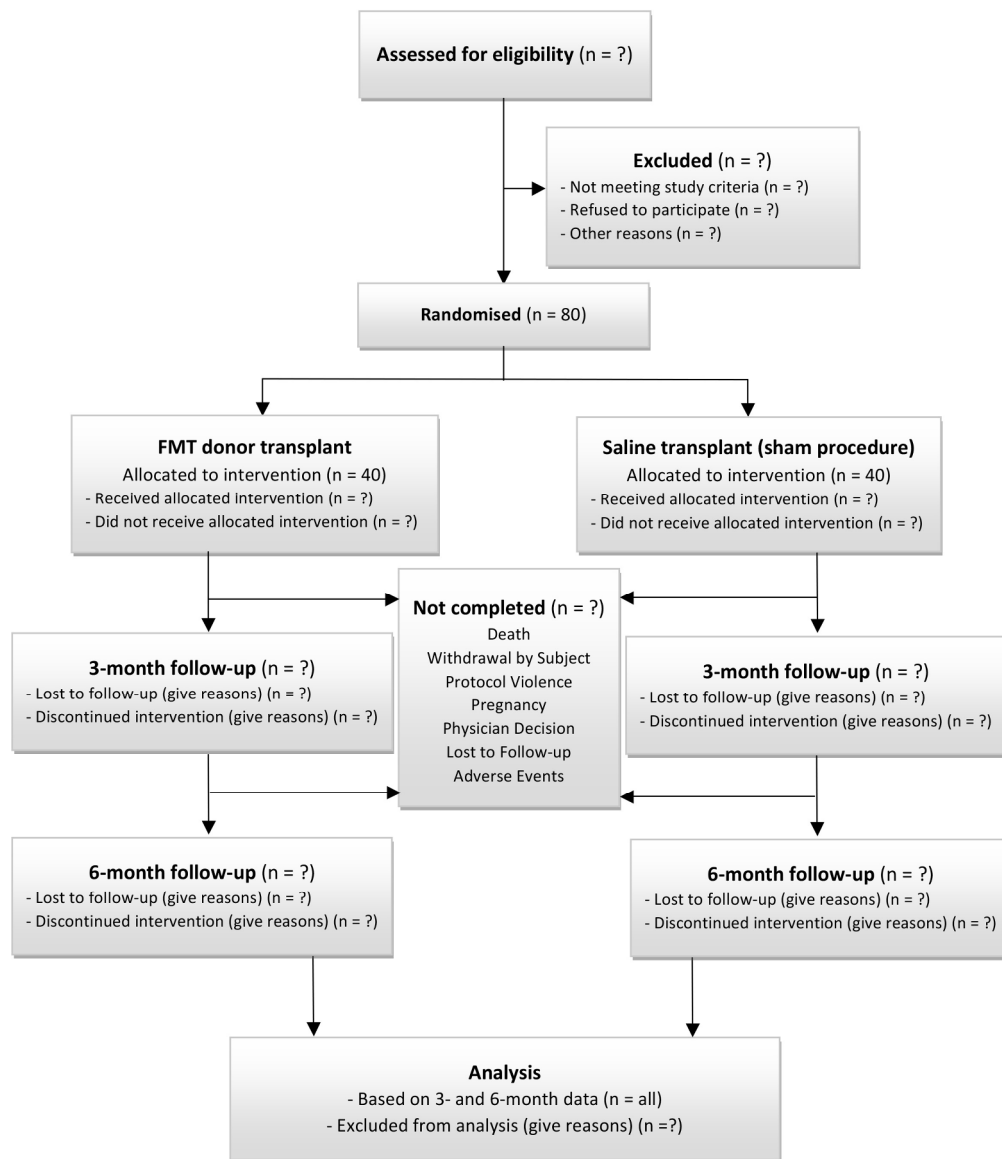 Assessed for eligibility (n = ?)
Excluded (n = ?)
- Not meeting study criteria (n = ?)
- Refused to participate (n = ?)
- Other reasons (n = ?)
Randomised (n = 80)
FMT donor transplant
Allocated to intervention (n = 40)
- Received allocated intervention (n = ?)
- Did not receive allocated intervention (n = ?)
Saline transplant (sham procedure)
Allocated to intervention (n = 40)
- Received allocated intervention (n = ?)
- Did not receive allocated intervention (n = ?)
Not completed (n = ?)
Death
Withdrawal by Subject
Protocol Violence
Pregnancy
Physician Decision
Lost to Follow-up
Adverse Events
3-month follow-up (n = ?)
- Lost to follow-up (give reasons) (n = ?)
- Discontinued intervention (give reasons) (n = ?)
3-month follow-up (n = ?)
- Lost to follow-up (give reasons) (n = ?)
- Discontinued intervention (give reasons) (n = ?)
6-month follow-up (n = ?)
- Lost to follow-up (give reasons) (n = ?)
- Discontinued intervention (give reasons) (n = ?)
6-month follow-up (n = ?)
- Lost to follow-up (give reasons) (n = ?)
- Discontinued intervention (give reasons) (n = ?)
Analysis
- Based on 3- and 6-month data (n = all)
- Excluded from analysis (give reasons) (n =?)